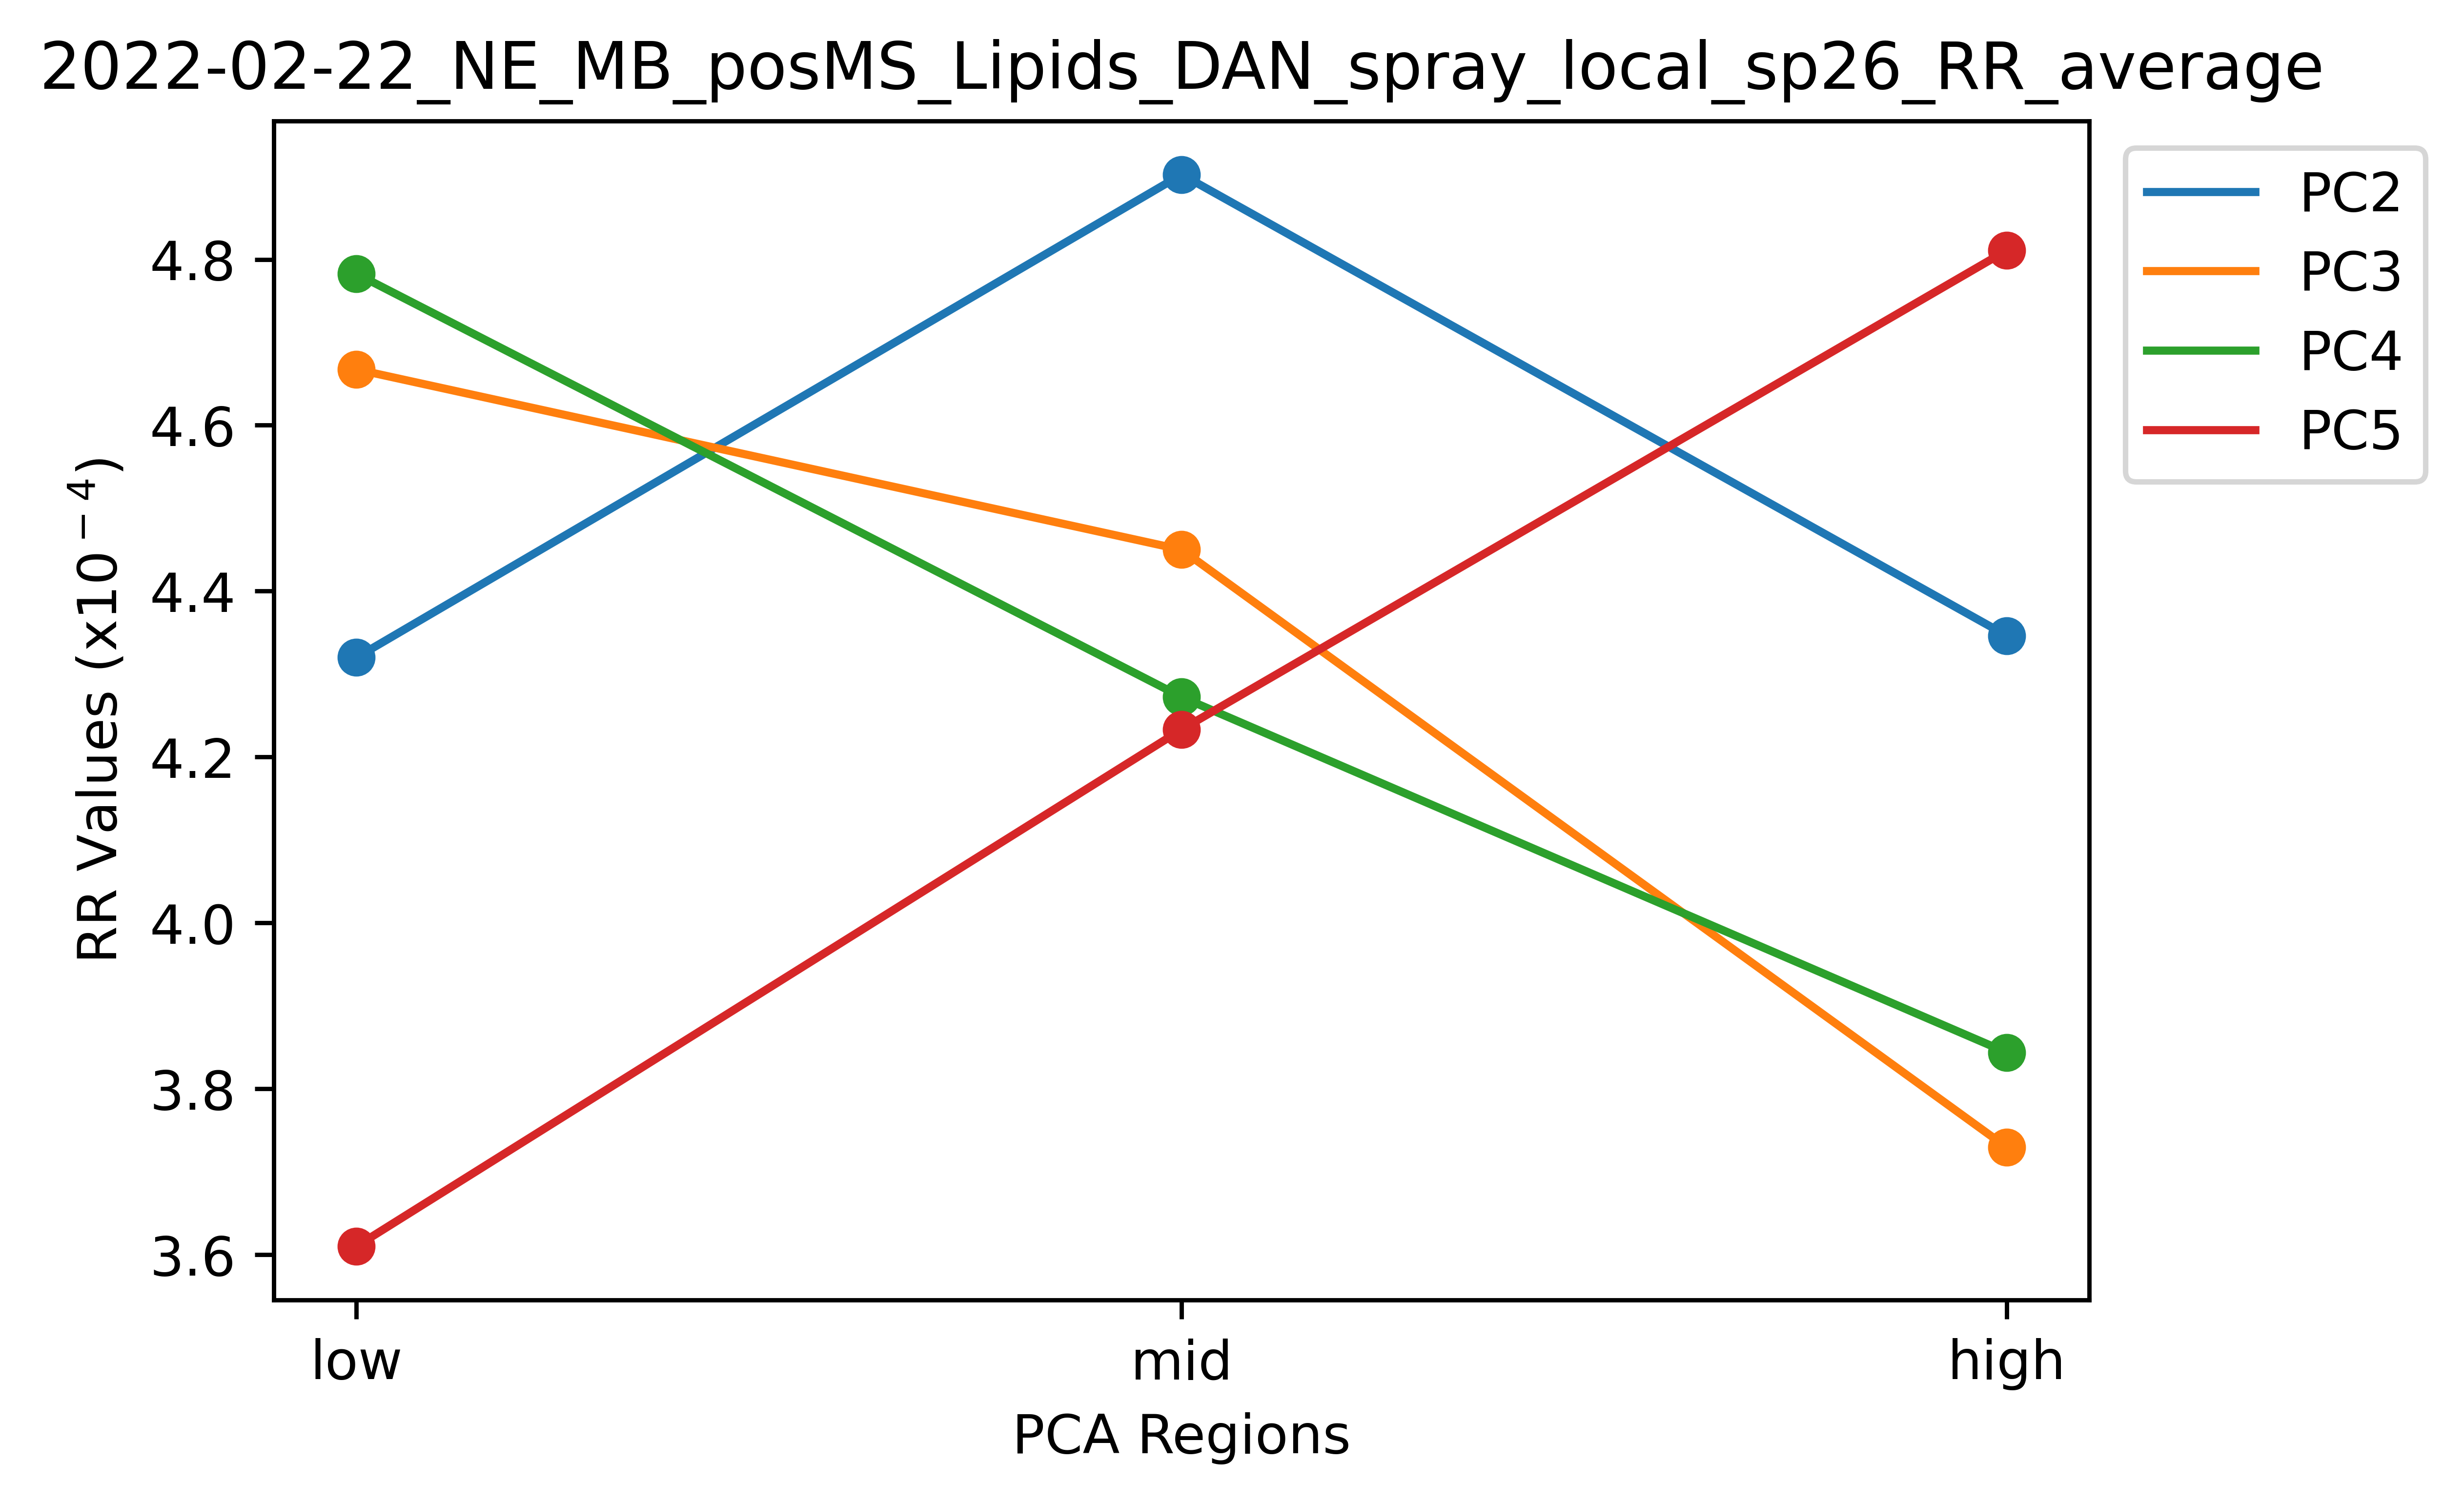 2022-02-22_NE_MB_posMS_Lipids_DAN_spray_local_sp26_RR_average
PC2
PC3
PC4
PC5
RR Values (x10⁻⁴)
4.8
4.6
4.4
4.2
4.0
3.8
3.6
low mid high
PCA Regions